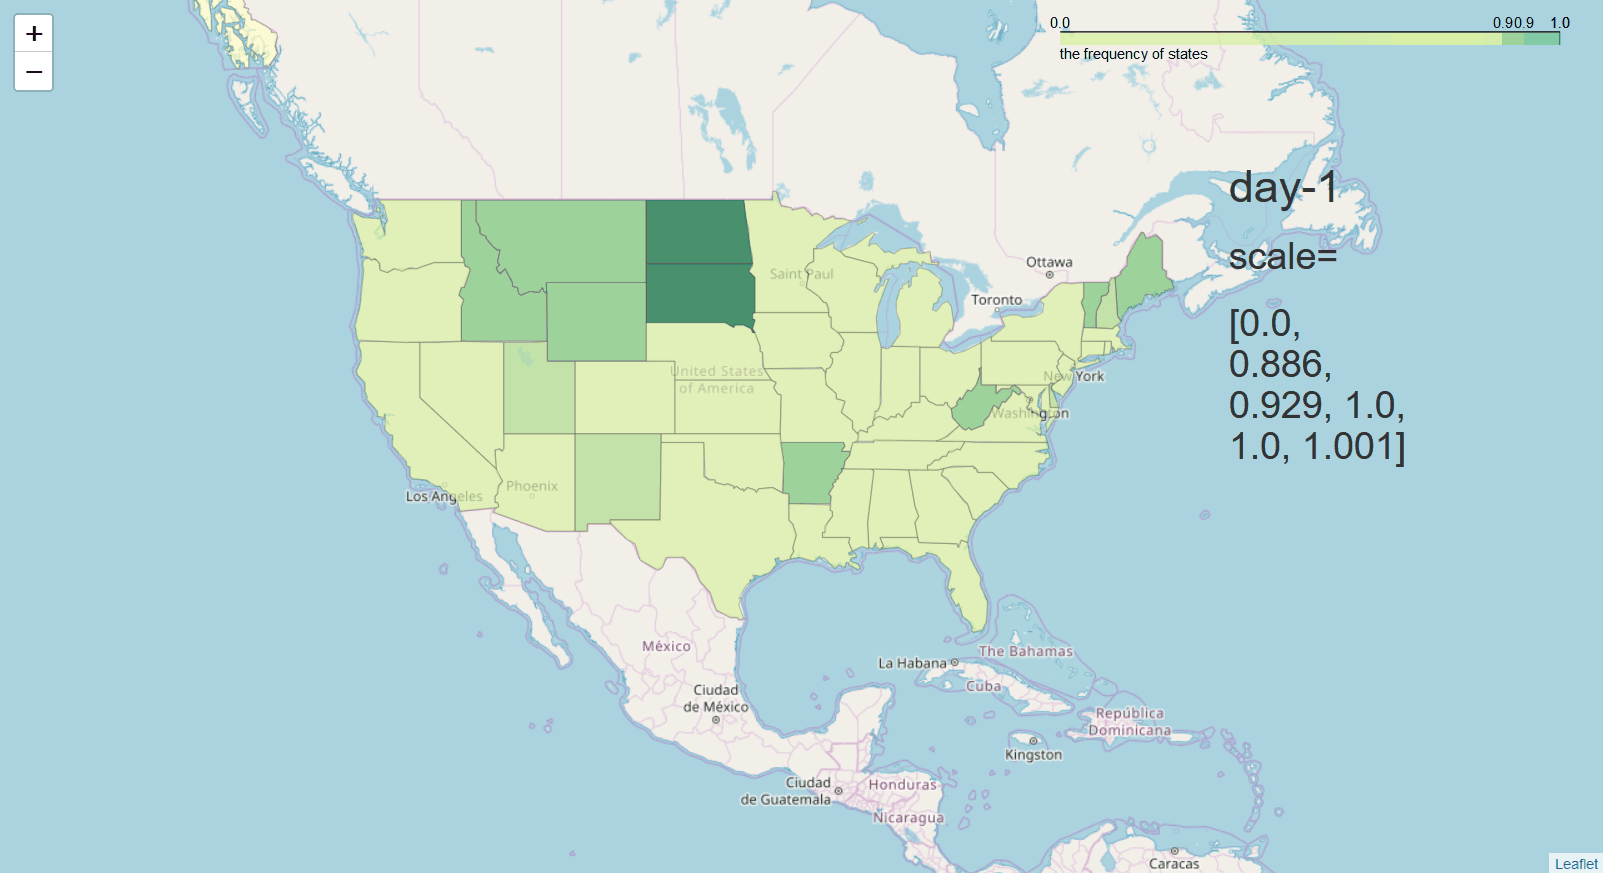 +
−
0.0 0.90.9 1.0
the frequency of states
day-1
scale=
[0.0,
0.886,
0.929, 1.0,
1.0, 1.001]
Ottawa
Saint Paul
Toronto
United States
of America
New York
Washington
Phoenix
Los Angeles
México
The Bahamas
La Habana
Cuba
Ciudad
de México
República
Dominicana
Kingston
Ciudad
de Guatemala
Honduras
Nicaragua
Caracas
Leaflet